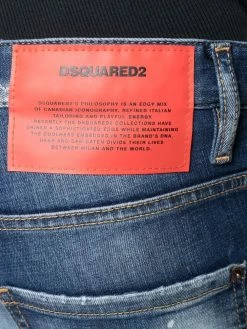 DSQUARED2
DSQUARED2'S PHILOSOPHY IS AN EDGY MIX
OF CANADIAN ICONOGRAPHY, REFINED ITALIAN
TAILORING AND PLAYFUL ENERGY.
RECENTLY THE DSQUARED2 COLLECTIONS HAVE
GAINED A SOPHISTICATED EDGE WHILE MAINTAINING
THE COOLNESS EMBEDDED IN THE BRAND'S DNA
DEAN AND DAN CATEN DIVIDE THEIR LIVES
BETWEEN MILAN AND THE WORLD.